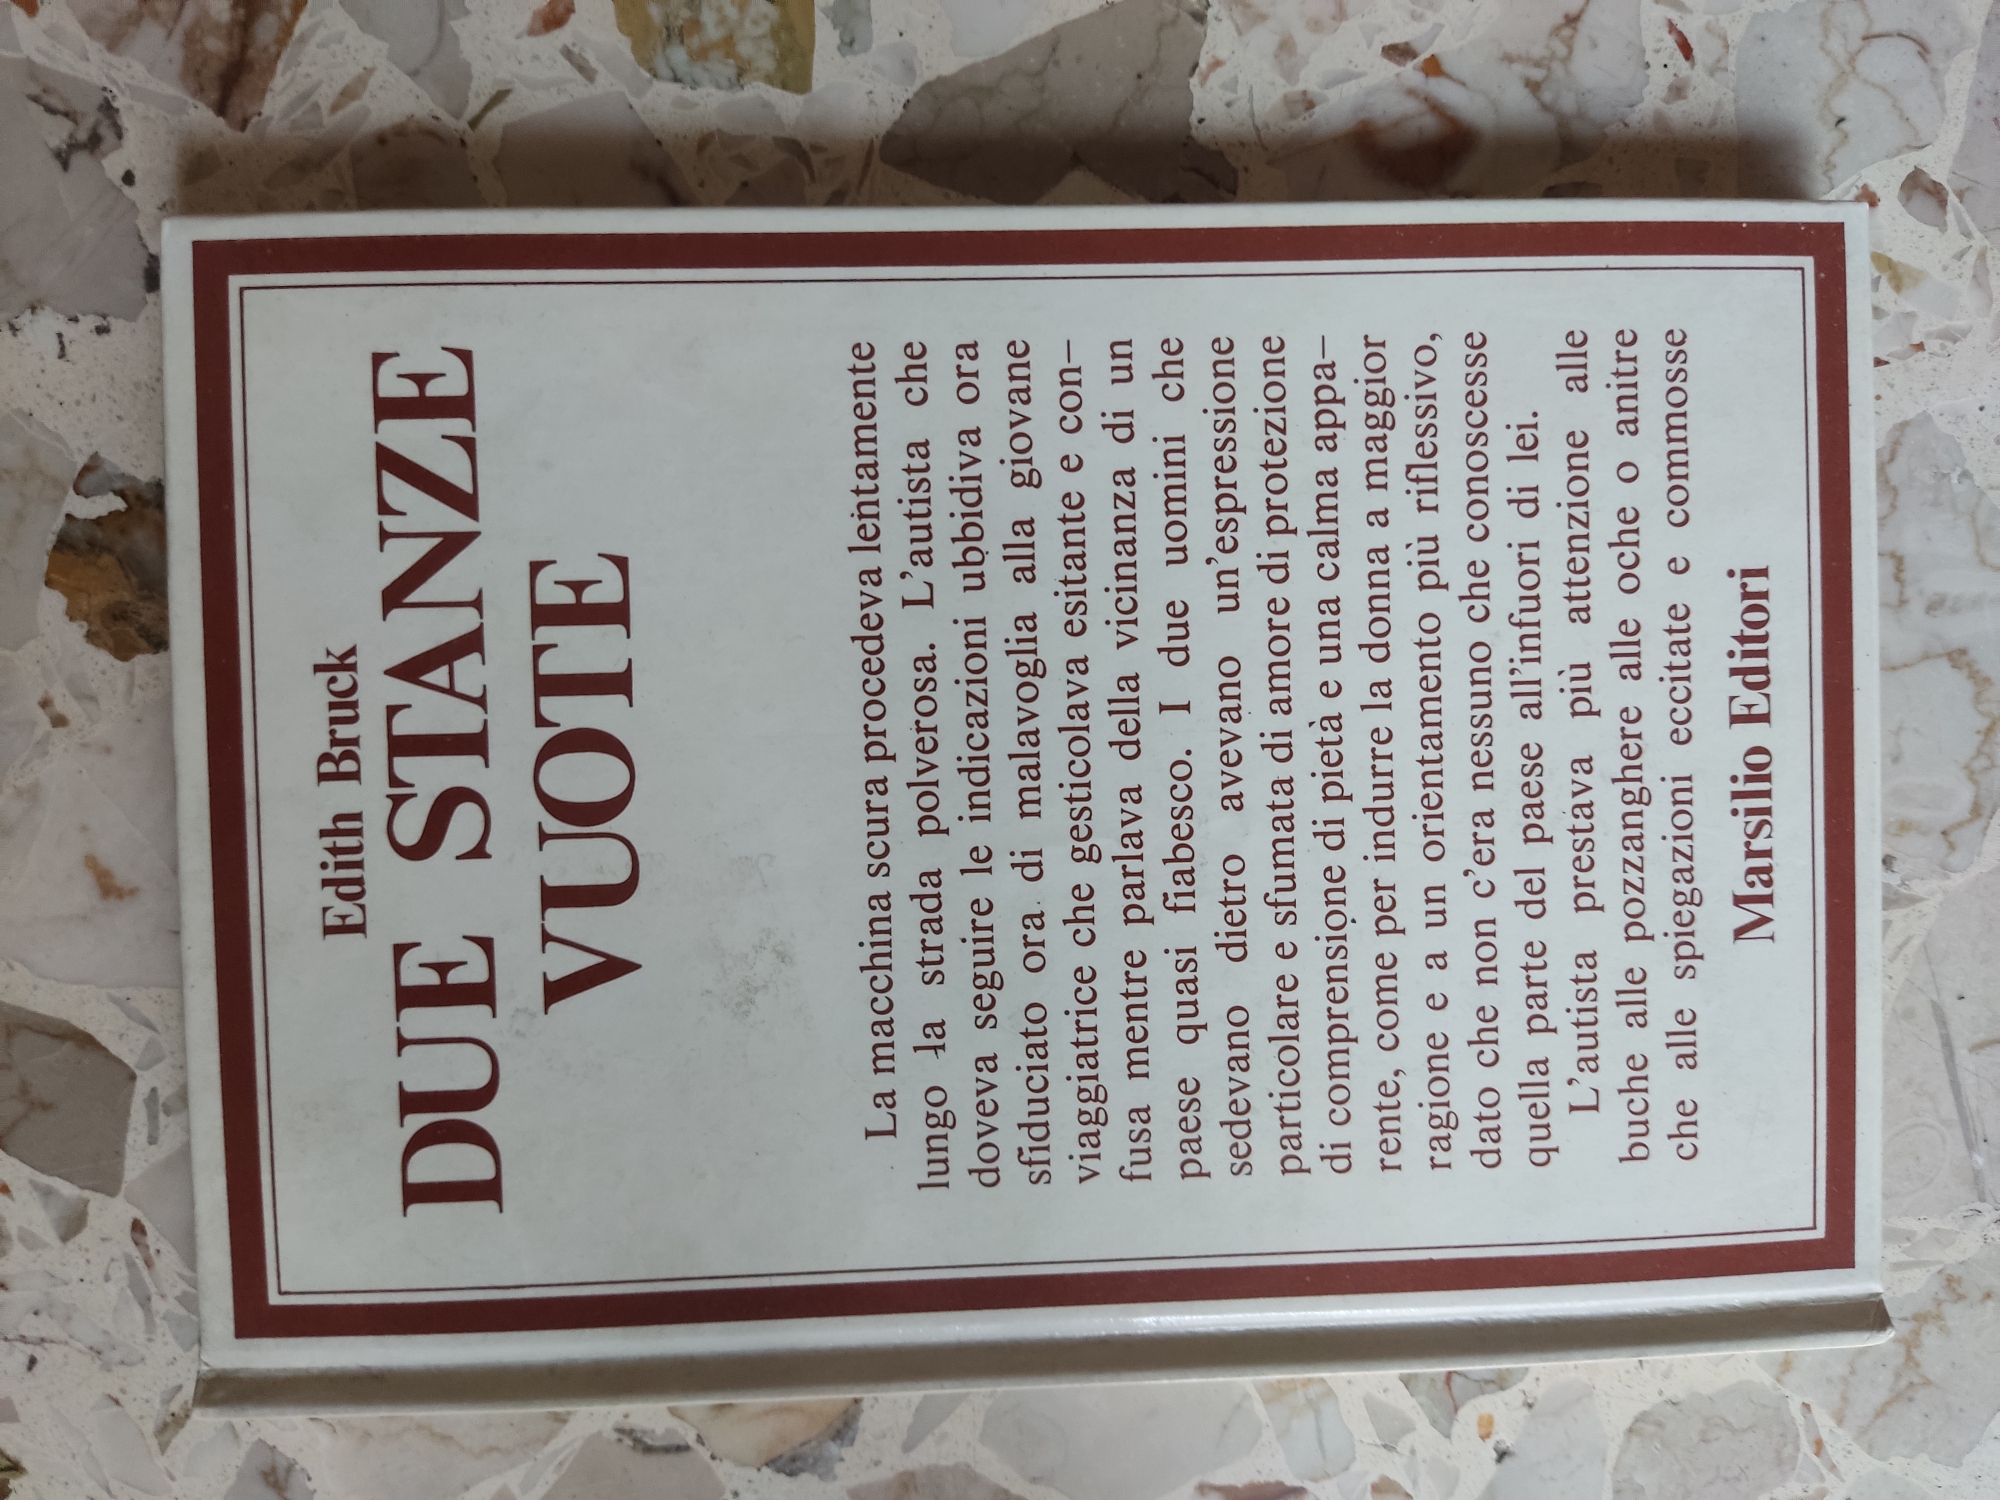 Edith Bruck
DUE STANZE
VUOTE
La macchina scura procedeva lentamente
lungo la strada polverosa. L'autista che
doveva seguire le indicazioni ubbidiva ora
sfiduciato ora di malavoglia alla giovane
viaggiatrice che gesticolava esitante e con–
fusa mentre parlava della vicinanza di un
paese quasi fiabesco. I due uomini che
sedevano dietro avevano un'espressione
particolare e sfumata di amore di protezione
di comprensione di pietà e una calma appa–
rente, come per indurre la donna a maggior
ragione e a un orientamento più riflessivo,
dato che non c'era nessuno che conoscesse
quella parte del paese all'infuori di lei.
L'autista prestava più attenzione alle
buche alle pozzanghere alle oche o anitre
che alle spiegazioni eccitate e commosse
Marsilio Editori